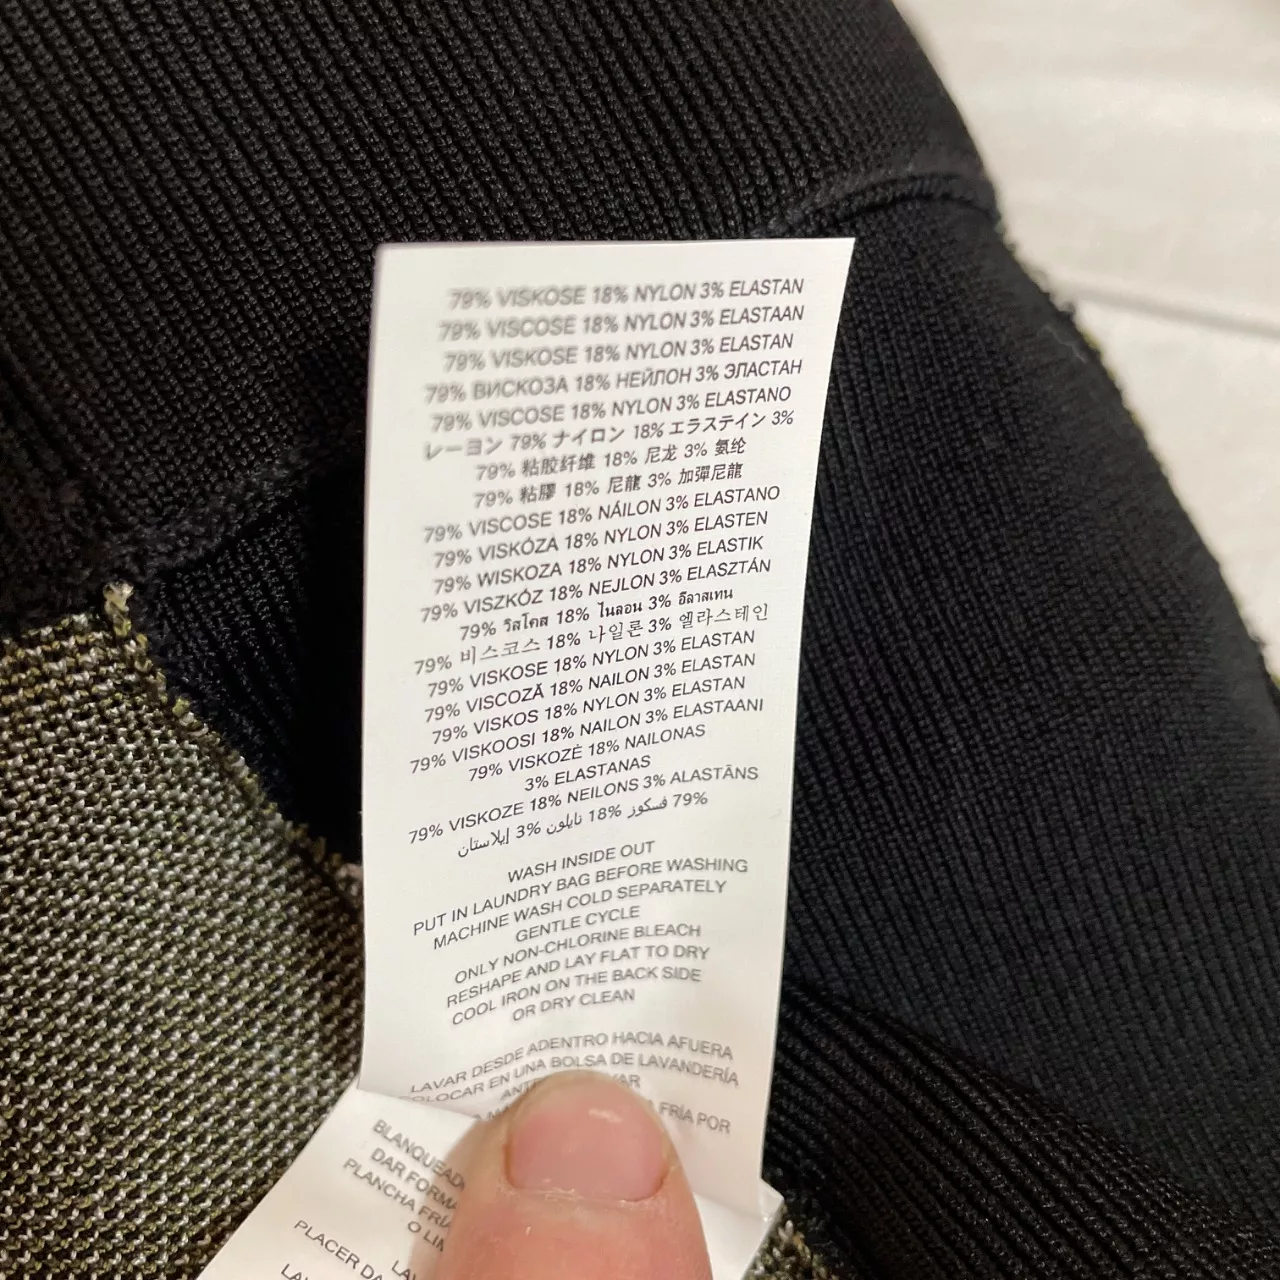 79% VISKOSE 18% NYLON 3% ELASTAN
79% VISCOSE 18% NYLON 3% ELASTAAN
79% VISKOSE 18% NYLON 3% ELASTAN
79% ВИСКОЗА 18% НЕЙЛОН 3% ЭЛАСТАН
79% VISCOSE 18% NYLON 3% ELASTANO
レーヨン 79% ナイロン 18% エラステイン 3%
79% 粘胶纤维 18% 尼龙 3% 氨纶
79% 粘膠 18% 尼龍 3% 加彈尼龍
79% VISCOSE 18% NÁILON 3% ELASTANO
79% VISKÓZA 18% NYLON 3% ELASTEN
79% WISKOZA 18% NYLON 3% ELASTIK
79% VISZKÓZ 18% NEJLON 3% ELASZTÁN
79% วิสโคส 18% ไนลอน 3% อีลาสเทน
79% 비스코스 18% 나일론 3% 엘라스테인
79% VISKOSE 18% NYLON 3% ELASTAN
79% VISCOZĂ 18% NAILON 3% ELASTAN
79% VISKOS 18% NYLON 3% ELASTAN
79% VISKOOSI 18% NAILON 3% ELASTAANI
79% VISKOZĖ 18% NAILONAS
3% ELASTANAS
79% VISKOZE 18% NEILONS 3% ALASTĀNS
79% فسكوز 18% نايلون 3% إيلاستان
WASH INSIDE OUT
PUT IN LAUNDRY BAG BEFORE WASHING
MACHINE WASH COLD SEPARATELY
GENTLE CYCLE
ONLY NON-CHLORINE BLEACH
RESHAPE AND LAY FLAT TO DRY
COOL IRON ON THE BACK SIDE
OR DRY CLEAN
LAVAR DESDE ADENTRO HACIA AFUERA
OLOCAR EN UNA BOLSA DE LAVANDERÍA
FRÍA POR
BLANQUEAD
DAR FORMA
PLANCHA FRÍA
O LIM
PLACER DA
LA